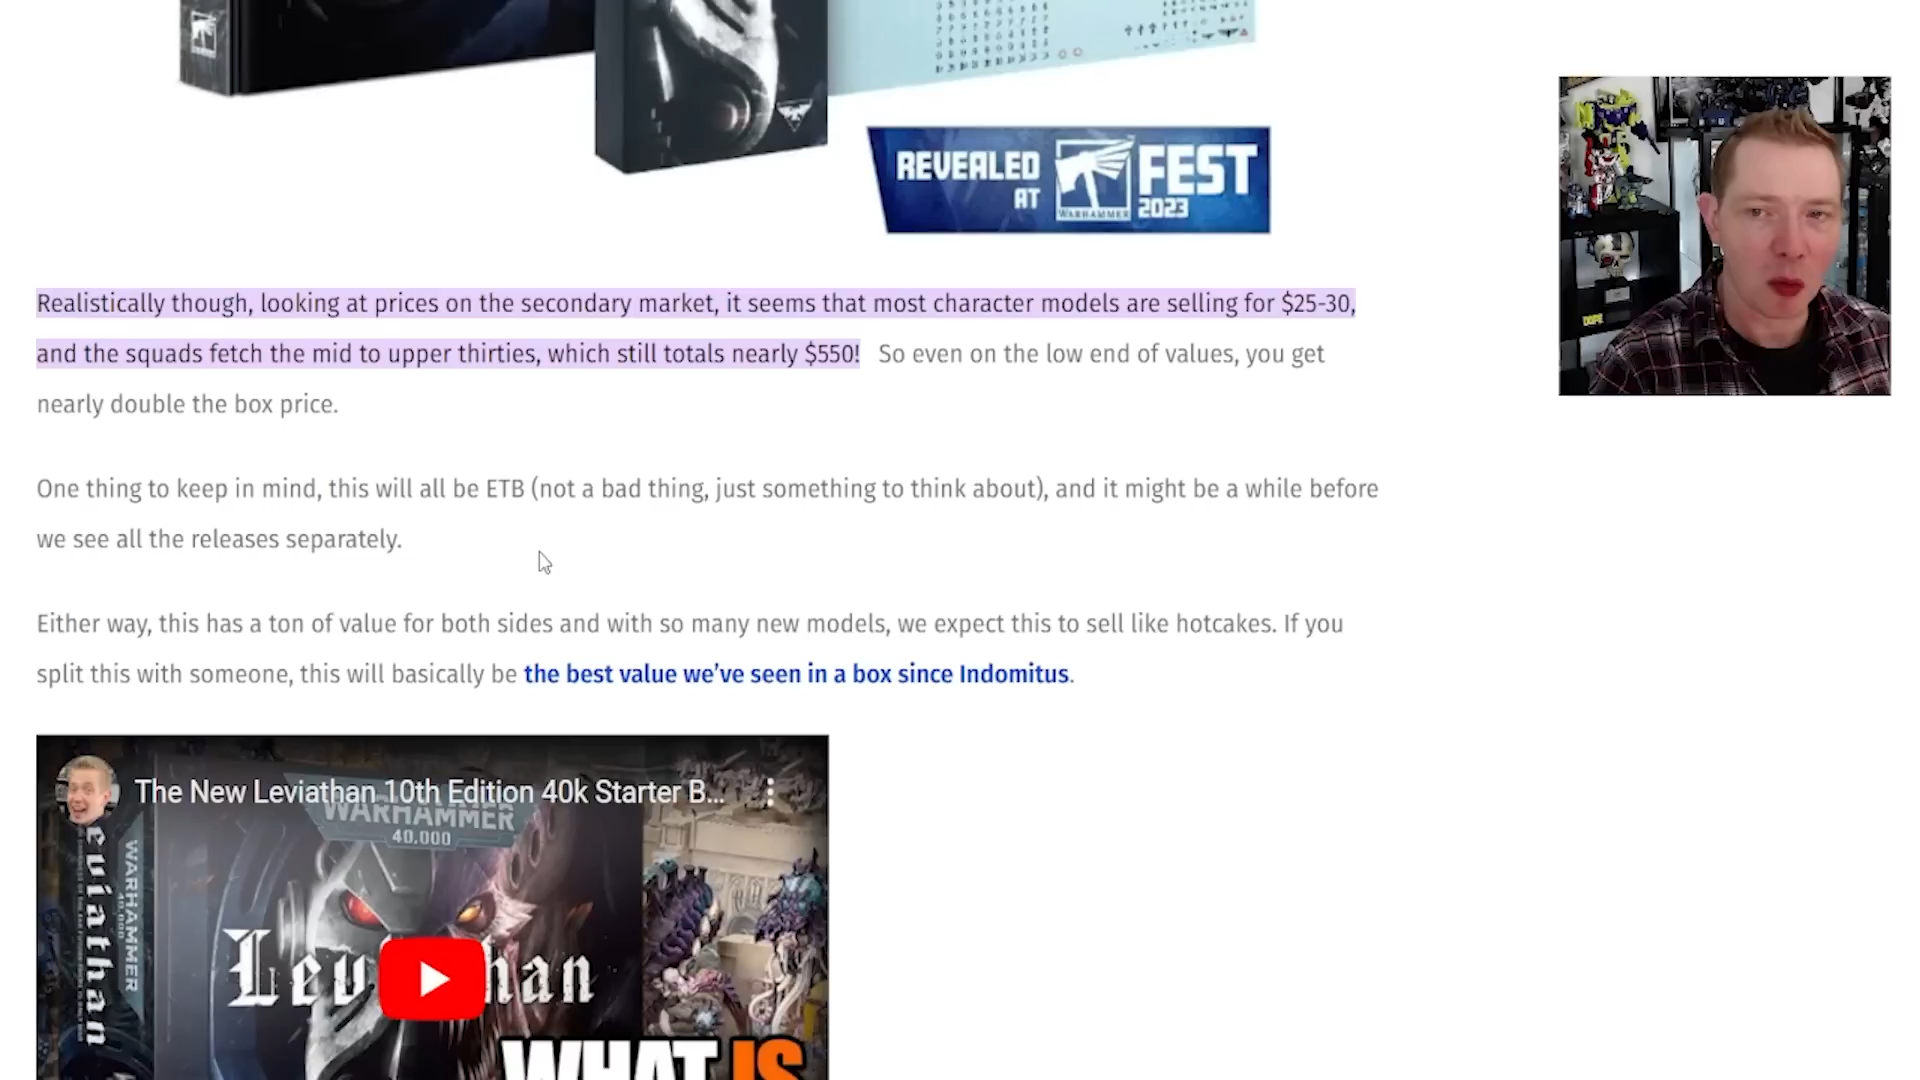 REVEALED
AT
WARHAMMER
FEST
2023
Realistically though, looking at prices on the secondary market, it seems that most character models are selling for $25-30,
and the squads fetch the mid to upper thirties, which still totals nearly $550! So even on the low end of values, you get
nearly double the box price.
One thing to keep in mind, this will all be ETB (not a bad thing, just something to think about), and it might be a while before
we see all the releases separately.
Either way, this has a ton of value for both sides and with so many new models, we expect this to sell like hotcakes. If you
split this with someone, this will basically be the best value we've seen in a box since Indomitus.
The New Leviathan 10th Edition 40k Starter B...
WARHAMMER
40,000
WARHAMMER
40,000
eviathan
Lev han
WHAT IS
DOPE